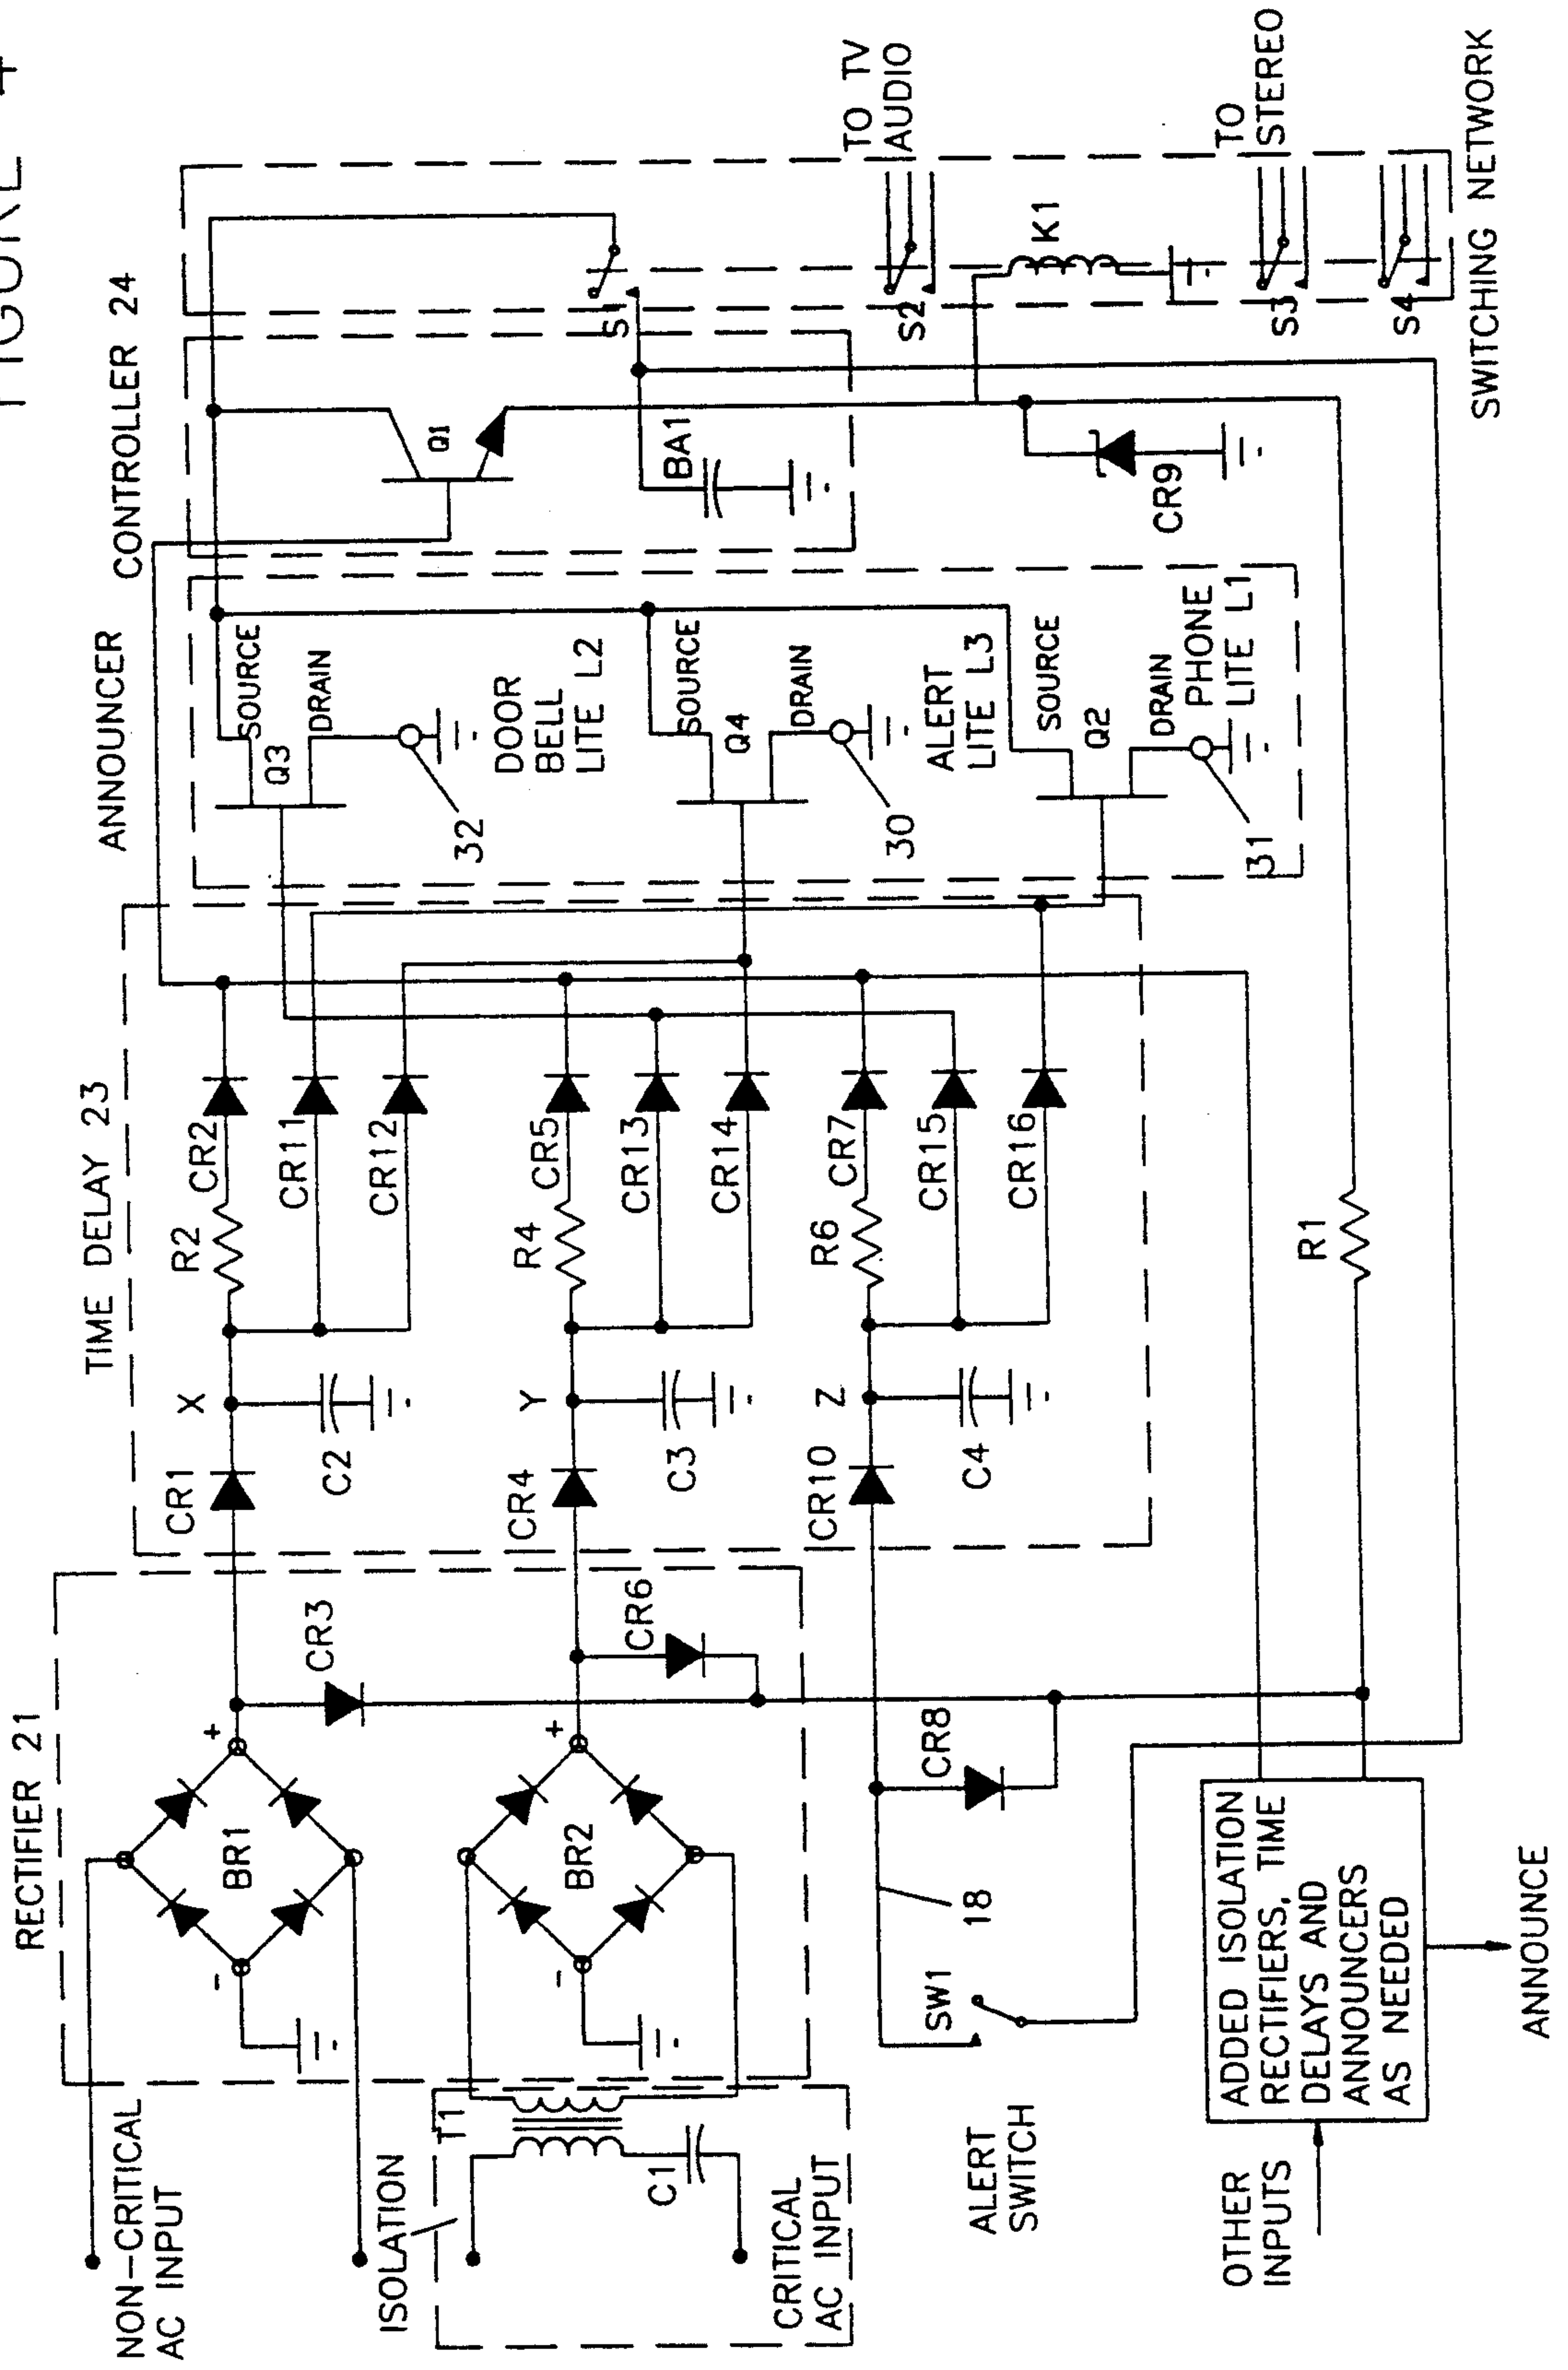 FIGURE 4
NON-CRITICAL
AC INPUT
RECTIFIER 21
TIME DELAY 23
ANNOUNCER
CONTROLLER 24
BR1
+
-
CR3
CR1
X
C2
R2
CR2
CR11
CR12
SOURCE
Q3
DRAIN
32
DOOR
BELL
LITE L2
Q1
S1
BA1
ISOLATION
T1
C1
CRITICAL
AC INPUT
BR2
+
-
CR6
CR4
Y
C3
R4
CR5
CR13
CR14
SOURCE
Q4
DRAIN
30
ALERT
LITE L3
TO TV
AUDIO
S2
K1
ALERT
SWITCH
SW1
18
CR8
CR10
Z
C4
R6
CR7
CR15
CR16
SOURCE
Q2
DRAIN
PHONE
LITE L1
31
CR9
TO
STEREO
S3
S4
SWITCHING NETWORK
R1
OTHER
INPUTS
ADDED ISOLATION
RECTIFIERS, TIME
DELAYS AND
ANNOUNCERS
AS NEEDED
ANNOUNCE